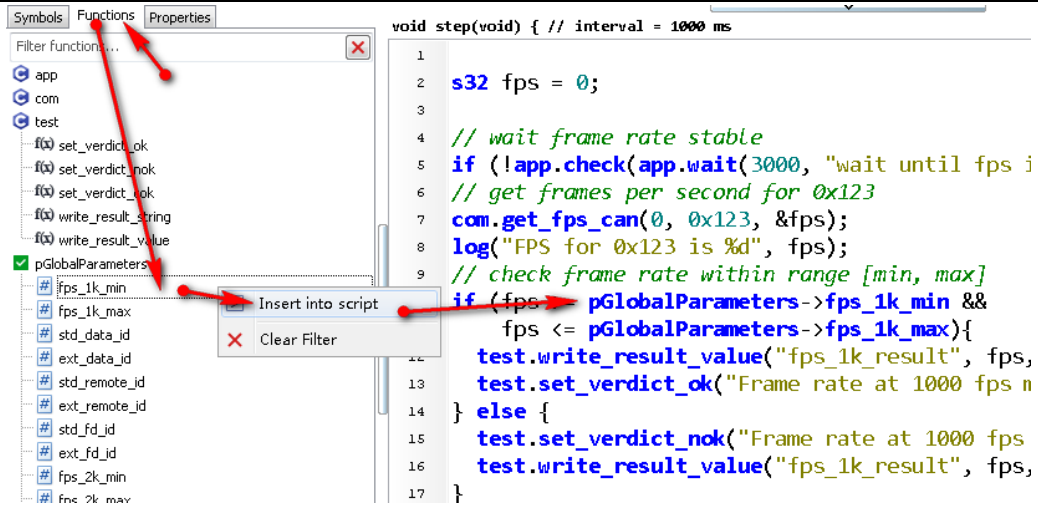 Symbols Functions Properties
Filter functions...
app
com
test
f(x) set_verdict_ok
f(x) set_verdict_nok
f(x) set_verdict_cok
f(x) write_result_string
f(x) write_result_value
pGlobalParameters
# fps_1k_min
# fps_1k_max
# std_data_id
# ext_data_id
# std_remote_id
# ext_remote_id
# std_fd_id
# ext_fd_id
# fps_2k_min
# fps_2k_max
Insert into script
Clear Filter
void step(void) { // interval = 1000 ms
1
2 s32 fps = 0;
3
4 // wait frame rate stable
5 if (!app.check(app.wait(3000, "wait until fps i
6 // get frames per second for 0x123
7 com.get_fps_can(0, 0x123, &fps);
8 log("FPS for 0x123 is %d", fps);
9 // check frame rate within range [min, max]
if (fps pGlobalParameters->fps_1k_min &&
fps <= pGlobalParameters->fps_1k_max){
12 test.write_result_value("fps_1k_result", fps,
13 test.set_verdict_ok("Frame rate at 1000 fps m
14 } else {
15 test.set_verdict_nok("Frame rate at 1000 fps
16 test.write_result_value("fps_1k_result", fps,
17 }